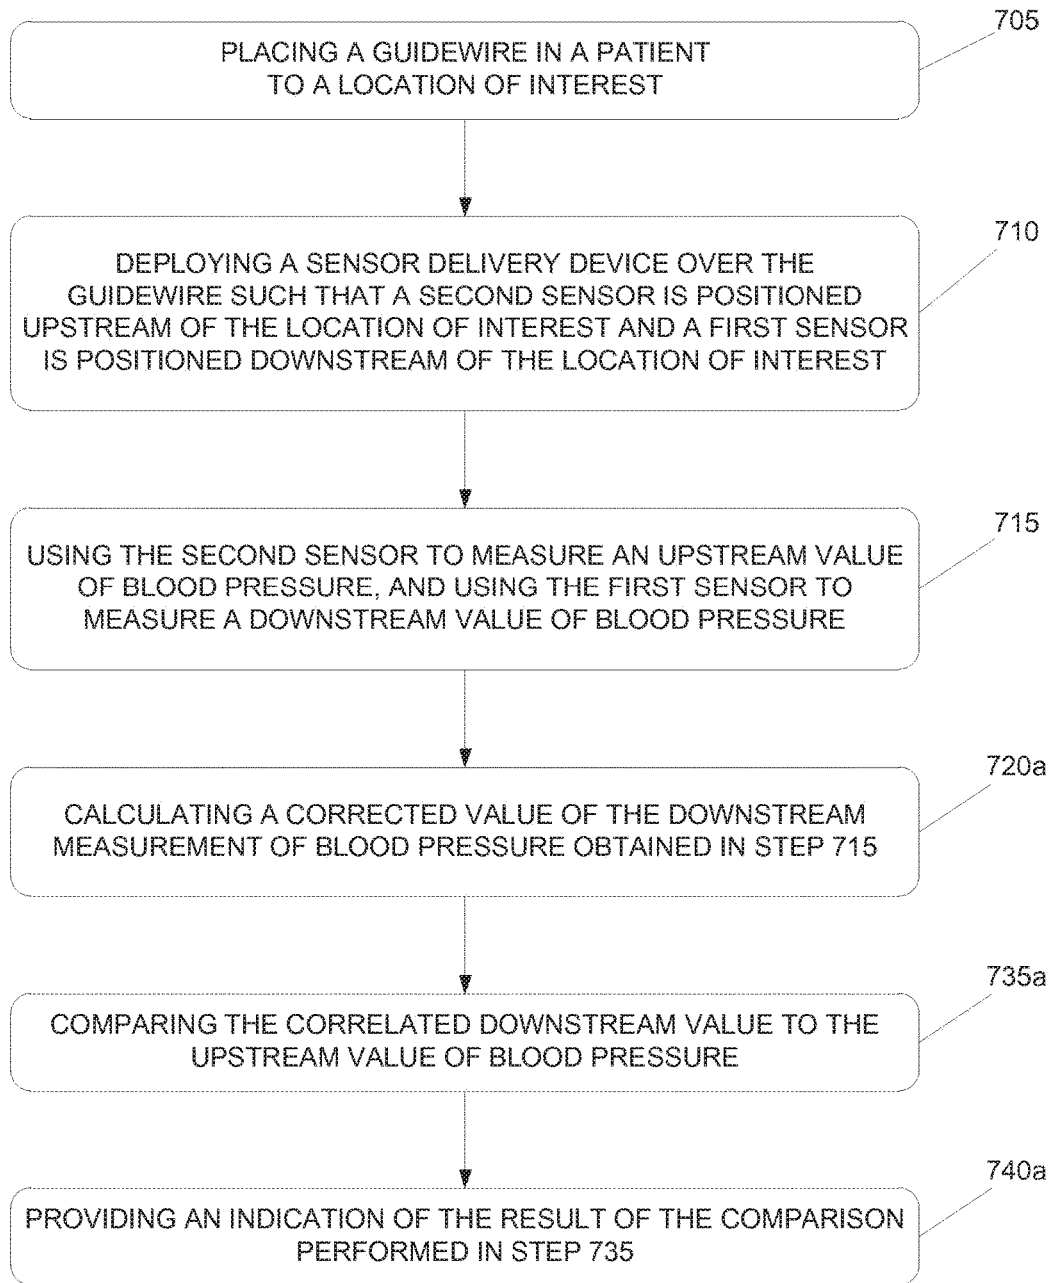 705
PLACING A GUIDEWIRE IN A PATIENT
TO A LOCATION OF INTEREST
710
DEPLOYING A SENSOR DELIVERY DEVICE OVER THE
GUIDEWIRE SUCH THAT A SECOND SENSOR IS POSITIONED
UPSTREAM OF THE LOCATION OF INTEREST AND A FIRST SENSOR
IS POSITIONED DOWNSTREAM OF THE LOCATION OF INTEREST
715
USING THE SECOND SENSOR TO MEASURE AN UPSTREAM VALUE
OF BLOOD PRESSURE, AND USING THE FIRST SENSOR TO
MEASURE A DOWNSTREAM VALUE OF BLOOD PRESSURE
720a
CALCULATING A CORRECTED VALUE OF THE DOWNSTREAM
MEASUREMENT OF BLOOD PRESSURE OBTAINED IN STEP 715
735a
COMPARING THE CORRELATED DOWNSTREAM VALUE TO THE
UPSTREAM VALUE OF BLOOD PRESSURE
740a
PROVIDING AN INDICATION OF THE RESULT OF THE COMPARISON
PERFORMED IN STEP 735